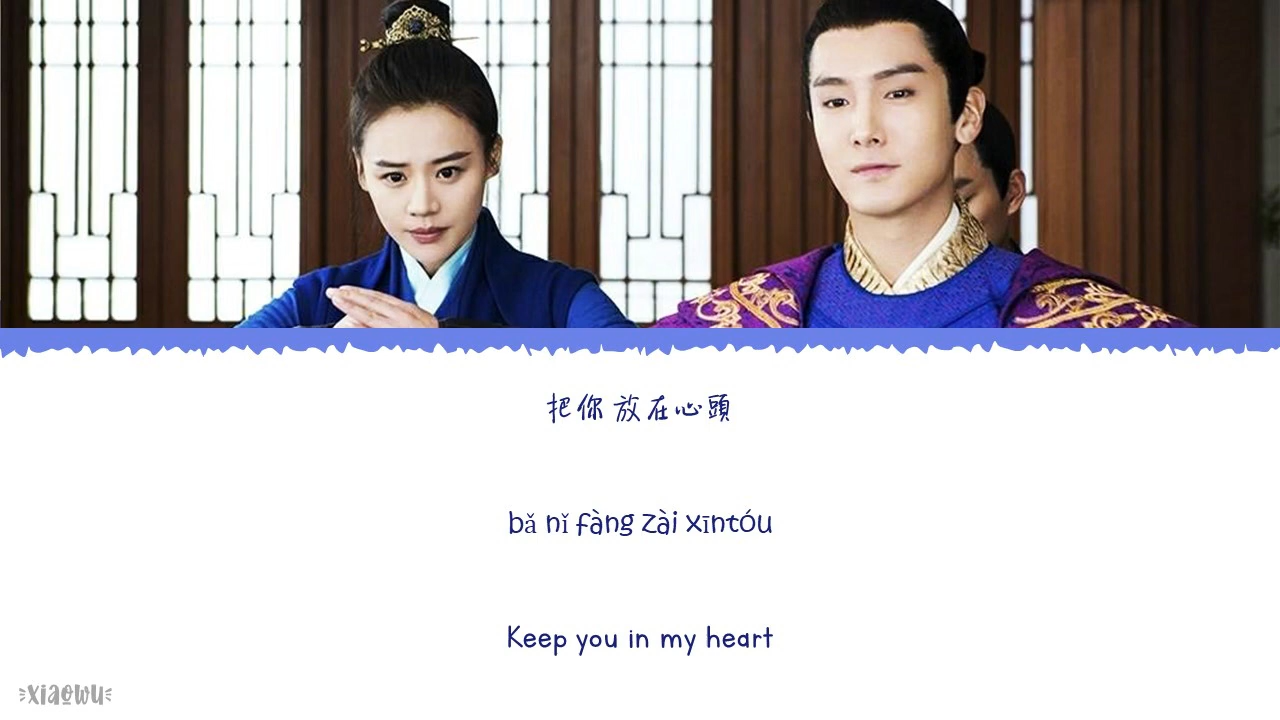 把你放在心頭
bǎ nǐ fàng zài xīntóu
Keep you in my heart
xiaowu